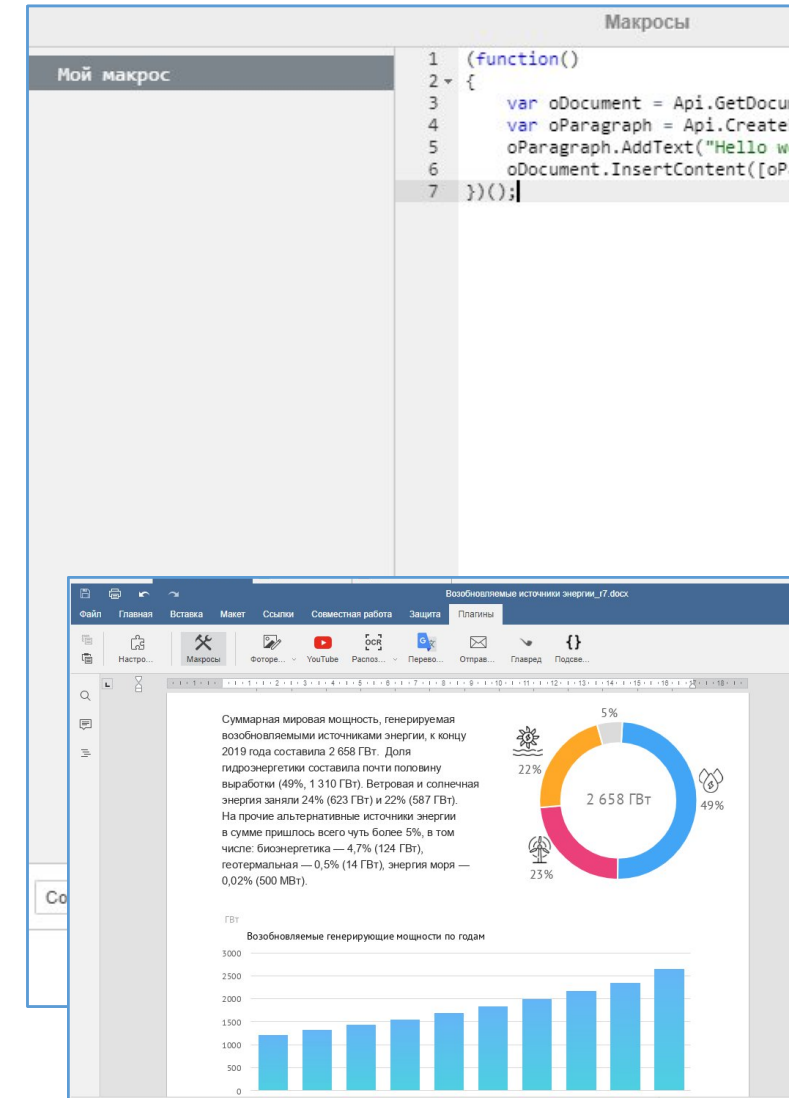 Макросы
Мой макрос
1 (function()
2 {
3 var oDocument = Api.GetDocu
4 var oParagraph = Api.Create
5 oParagraph.AddText("Hello w
6 oDocument.InsertContent([oP
7 })();
Со
Возобновляемые источники энергии_r7.docx
Файл Главная Вставка Макет Ссылки Совместная работа Защита Плагины
Настро... Макросы Фоторе... YouTube Распоз... Перево... Отправ... Главред Подсве...
OCR
Суммарная мировая мощность, генерируемая
возобновляемыми источниками энергии, к концу
2019 года составила 2 658 ГВт. Доля
гидроэнергетики составила почти половину
выработки (49%, 1 310 ГВт). Ветровая и солнечная
энергия заняли 24% (623 ГВт) и 22% (587 ГВт).
На прочие альтернативные источники энергии
в сумме пришлось всего чуть более 5%, в том
числе: биоэнергетика — 4,7% (124 ГВт),
геотермальная — 0,5% (14 ГВт), энергия моря —
0,02% (500 МВт).
5%
22%
2 658 ГВт
49%
23%
ГВт
Возобновляемые генерирующие мощности по годам
3000
2500
2000
1500
1000
500
0